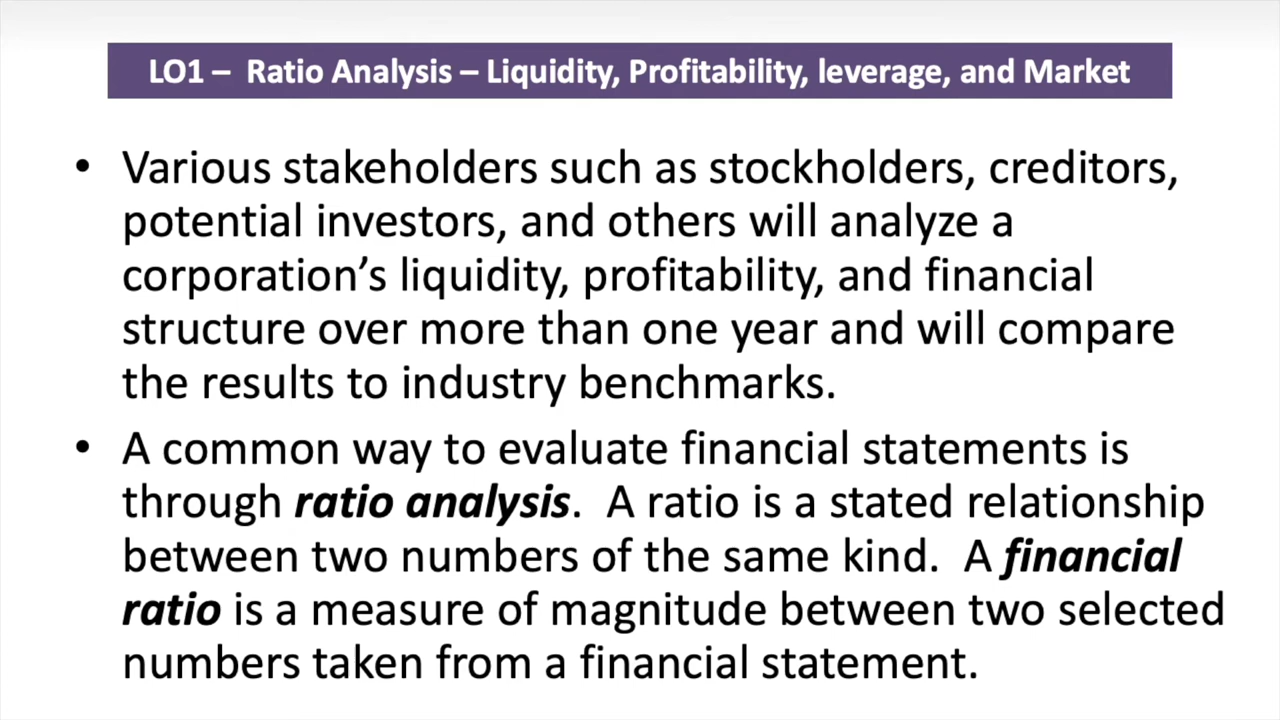 LO1 – Ratio Analysis – Liquidity, Profitability, leverage, and Market
• Various stakeholders such as stockholders, creditors,
potential investors, and others will analyze a
corporation’s liquidity, profitability, and financial
structure over more than one year and will compare
the results to industry benchmarks.
• A common way to evaluate financial statements is
through ratio analysis. A ratio is a stated relationship
between two numbers of the same kind. A financial
ratio is a measure of magnitude between two selected
numbers taken from a financial statement.